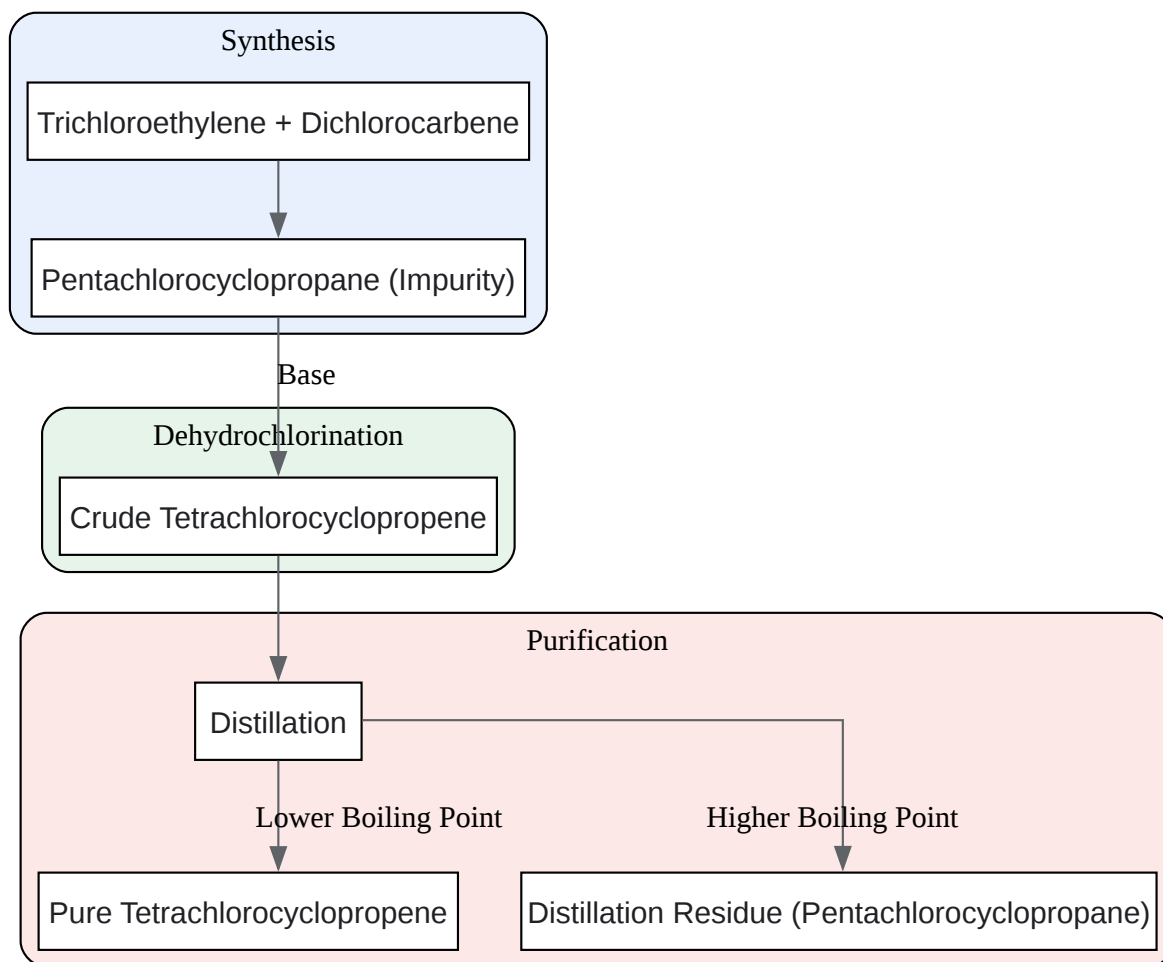 Synthesis
Trichloroethylene + Dichlorocarbene
Pentachlorocyclopropane (Impurity)
Base
Dehydrochlorination
Crude Tetrachlorocyclopropene
Purification
Distillation
Lower Boiling Point
Higher Boiling Point
Pure Tetrachlorocyclopropene
Distillation Residue (Pentachlorocyclopropane)